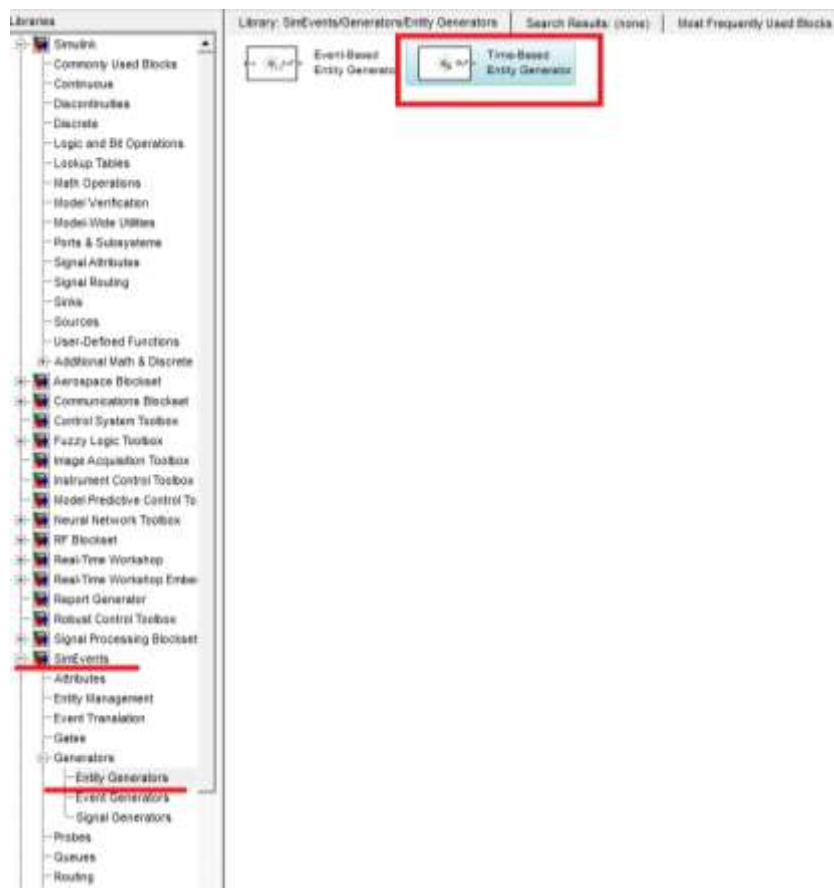 Libraries
Library: SimEvents/Generators/Entity Generators
Search Results: (none)
Most Frequently Used Blocks
Event-Based
Entity Generato
Time-Based
Entity Generator
Simulink
Commonly Used Blocks
Continuous
Discontinuities
Discrete
Logic and Bit Operations
Lookup Tables
Math Operations
Model Verification
Model-Wide Utilities
Ports & Subsystems
Signal Attributes
Signal Routing
Sinks
Sources
User-Defined Functions
Additional Math & Discrete
Aerospace Blockset
Communications Blockset
Control System Toolbox
Fuzzy Logic Toolbox
Image Acquisition Toolbox
Instrument Control Toolbox
Model Predictive Control To
Neural Network Toolbox
RF Blockset
Real-Time Workshop
Real-Time Workshop Embe
Report Generator
Robust Control Toolbox
Signal Processing Blockset
SimEvents
Attributes
Entity Management
Event Translation
Gates
Generators
Entity Generators
Event Generators
Signal Generators
Probes
Queues
Routing